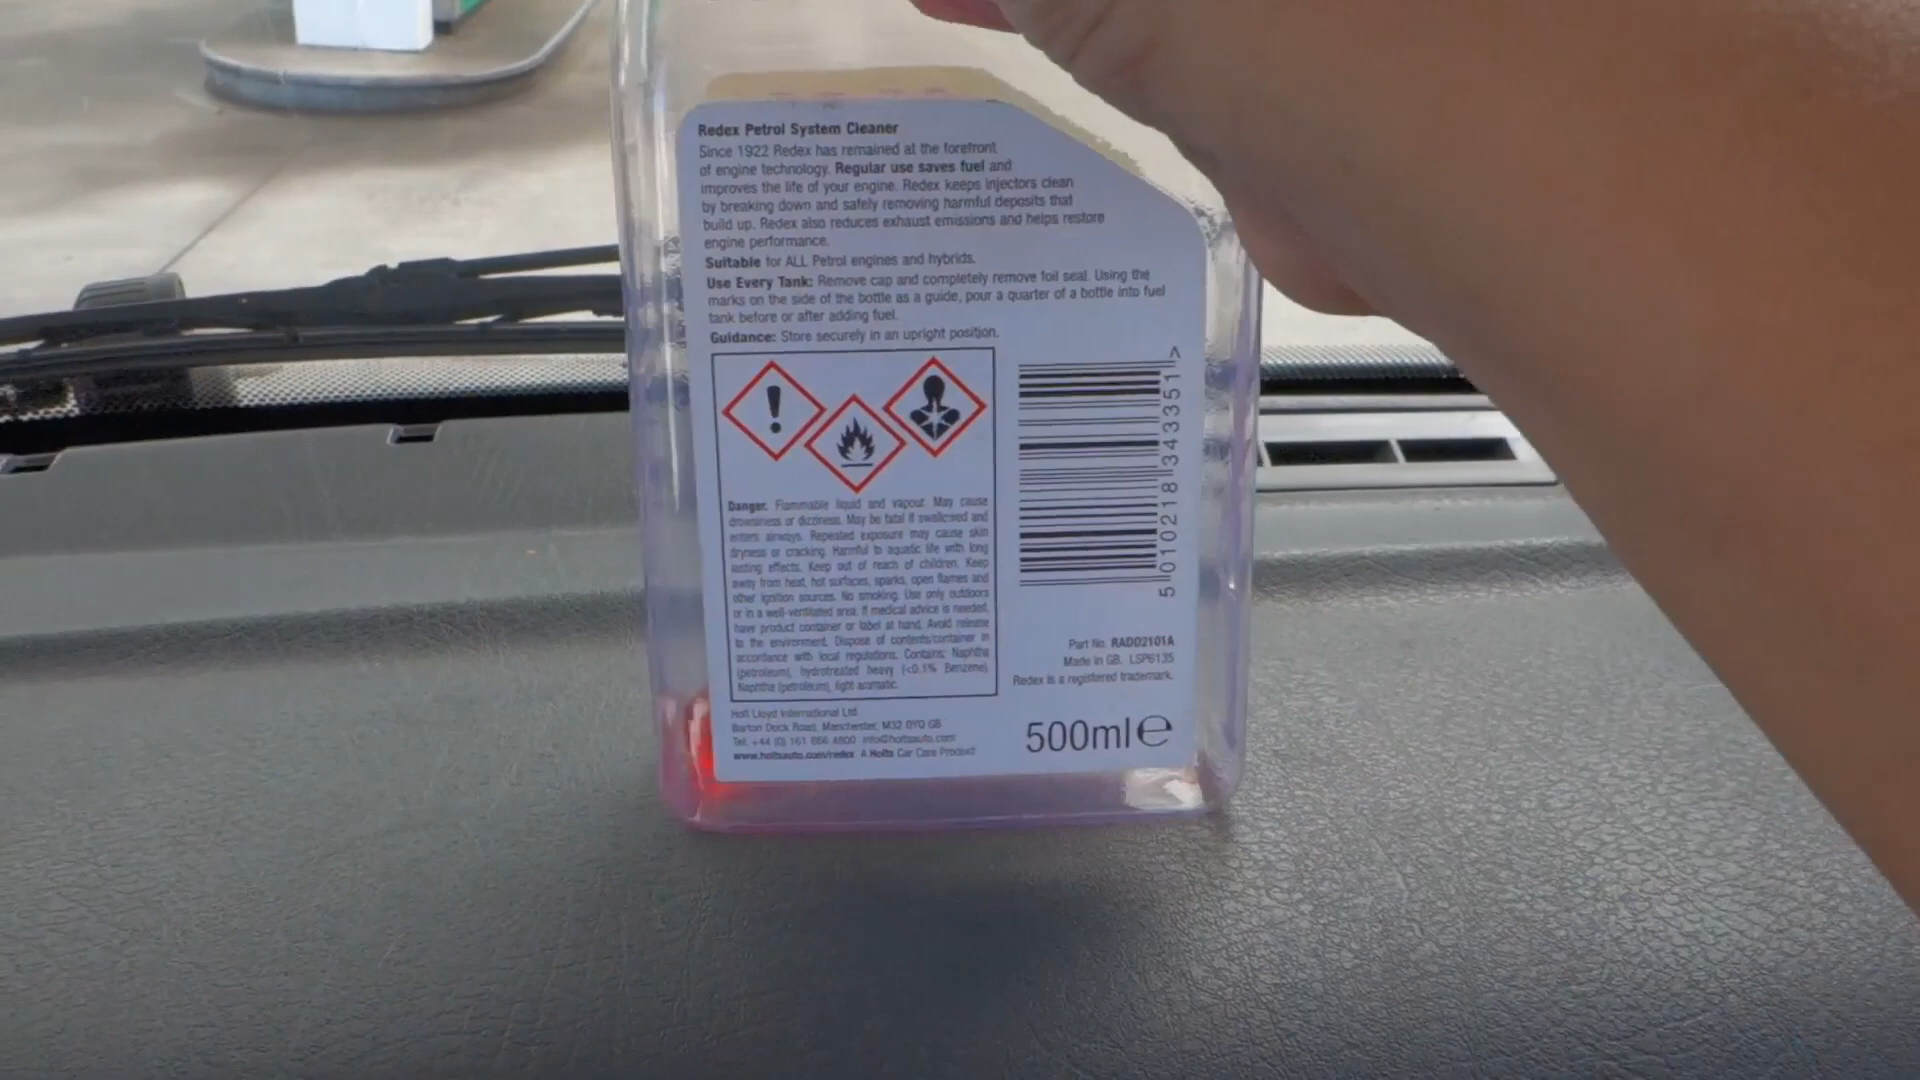 Redex Petrol System Cleaner
Since 1922 Redex has remained at the forefront
of engine technology. Regular use saves fuel and
improves the life of your engine. Redex keeps injectors clean
by breaking down and safely removing harmful deposits that
build up. Redex also reduces exhaust emissions and helps restore
engine performance.
Suitable for ALL Petrol engines and hybrids.
Use Every Tank: Remove cap and completely remove foil seal. Using the
marks on the side of the bottle as a guide, pour a quarter of a bottle into fuel
tank before or after adding fuel.
Guidance: Store securely in an upright position.
Danger. Flammable liquid and vapour. May cause
drowsiness or dizziness. May be fatal if swallowed and
enters airways. Repeated exposure may cause skin
dryness or cracking. Harmful to aquatic life with long
lasting effects. Keep out of reach of children. Keep
away from heat, hot surfaces, sparks, open flames and
other ignition sources. No smoking. Use only outdoors
or in a well-ventilated area. If medical advice is needed,
have product container or label at hand. Avoid release
to the environment. Dispose of contents/container in
accordance with local regulations. Contains: Naphtha
(petroleum), hydrotreated heavy (<0.1% Benzene),
Naphtha (petroleum), light aromatic.
5 010218 343351 >
Part No. RADD2101A
Made in GB. LSP6135
Redex is a registered trademark.
Holt Lloyd International Ltd.
Barton Dock Road, Manchester, M32 0YQ GB
Tel. +44 (0) 161 866 4800 info@holtsauto.com
www.holtsauto.com/redex A Holts Car Care Product
500ml℮